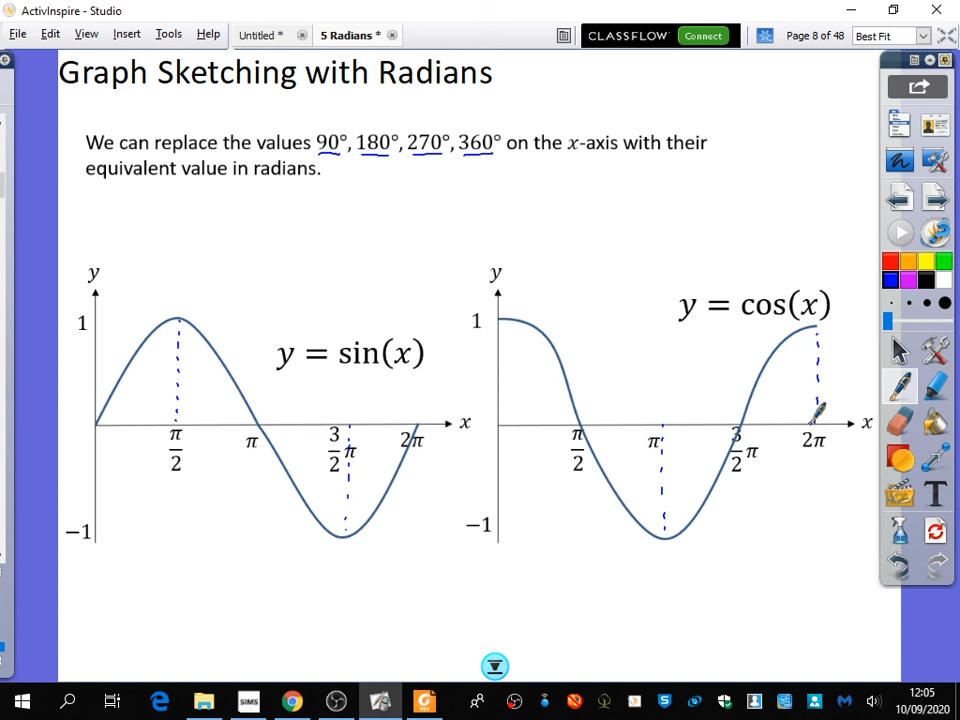 ActivInspire - Studio
File Edit View Insert Tools Help Untitled * 5 Radians * CLASSFLOW Connect Page 8 of 48 Best Fit
Graph Sketching with Radians
We can replace the values 90°, 180°, 270°, 360° on the x-axis with their
equivalent value in radians.
y
1
y = sin(x)
x
π/2
π
3/2 π
2π
−1
y
1
y = cos(x)
x
π/2
π
3/2 π
2π
−1
T
SIMS
12:05
10/09/2020